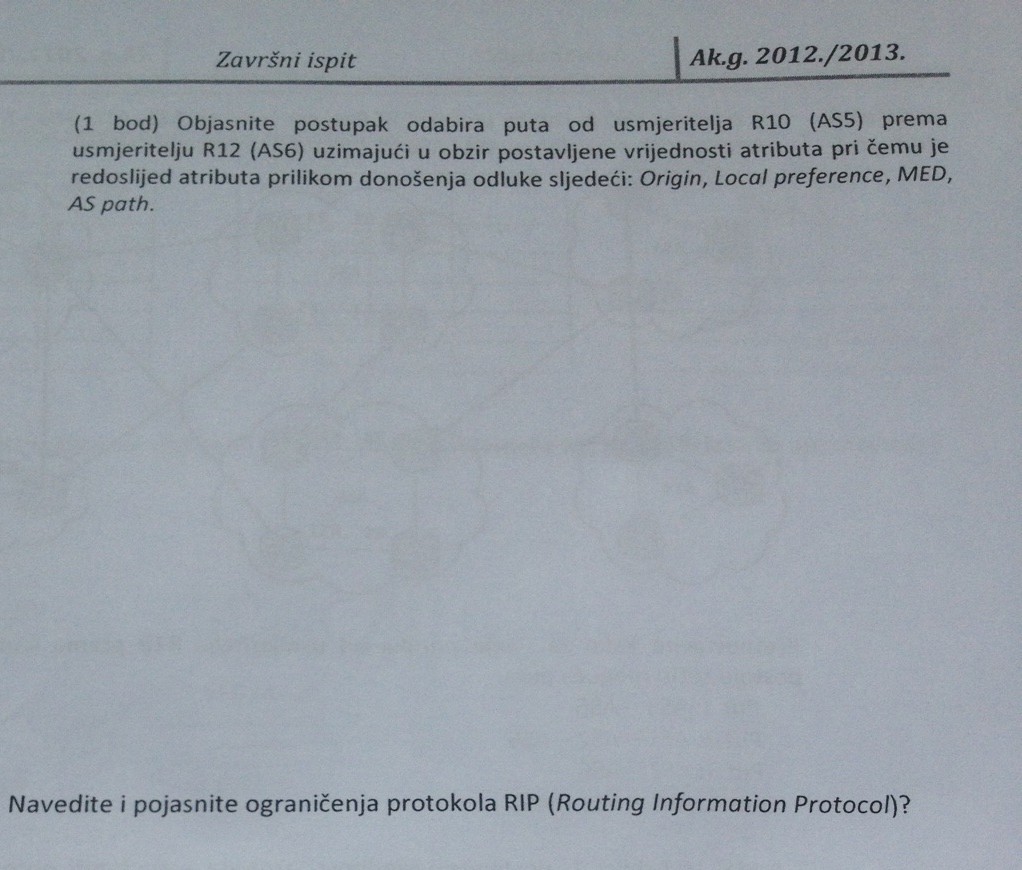 Završni ispit
Ak.g. 2012./2013.
(1 bod) Objasnite postupak odabira puta od usmjeritelja R10 (AS5) prema
usmjeritelju R12 (AS6) uzimajući u obzir postavljene vrijednosti atributa pri čemu je
redoslijed atributa prilikom donošenja odluke sljedeći: Origin, Local preference, MED,
AS path.
Navedite i pojasnite ograničenja protokola RIP (Routing Information Protocol)?